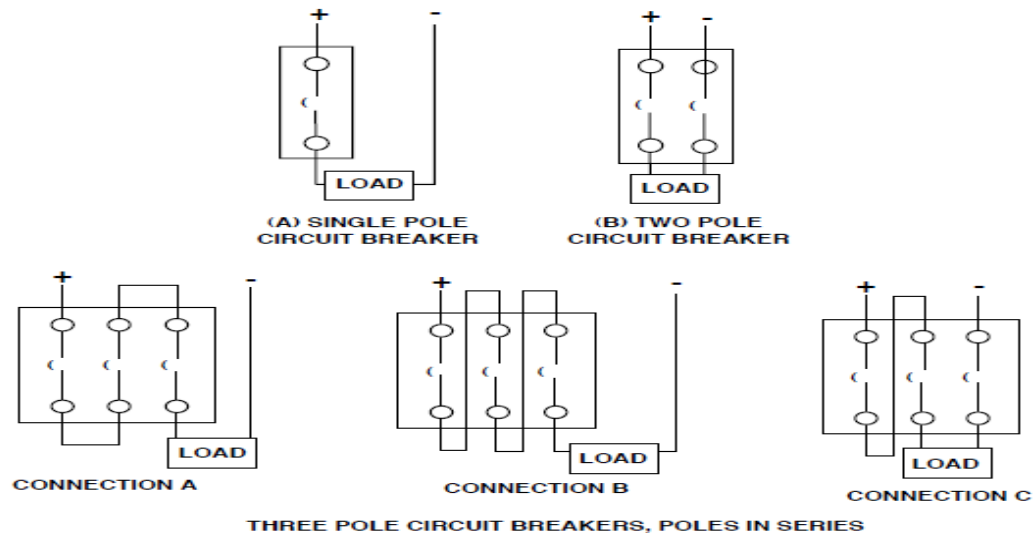 + -
+ -
LOAD
LOAD
(A) SINGLE POLE
CIRCUIT BREAKER
(B) TWO POLE
CIRCUIT BREAKER
+ -
+ -
+ -
LOAD
LOAD
LOAD
CONNECTION A
CONNECTION B
CONNECTION C
THREE POLE CIRCUIT BREAKERS, POLES IN SERIES